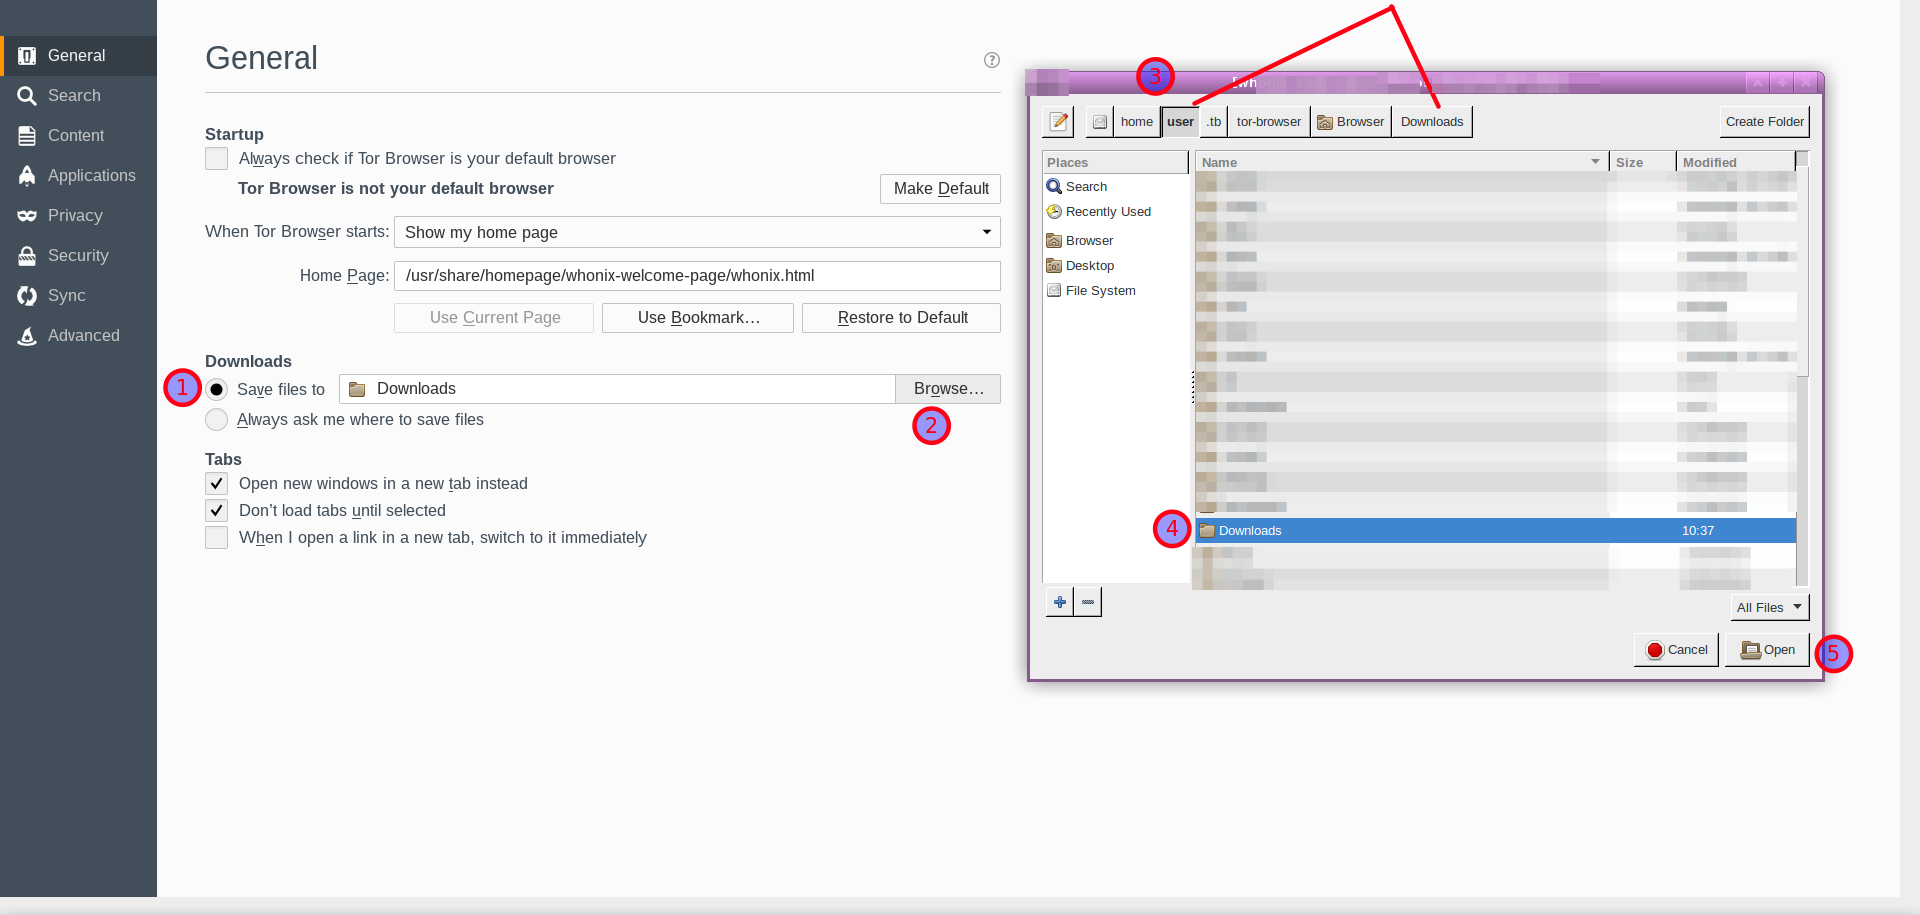 General
Search
Content
Applications
Privacy
Security
Sync
Advanced
General
?
Startup
Always check if Tor Browser is your default browser
Tor Browser is not your default browser
Make Default
When Tor Browser starts:
Show my home page
Home Page:
/usr/share/homepage/whonix-welcome-page/whonix.html
Use Current Page
Use Bookmark…
Restore to Default
Downloads
1
Save files to
Downloads
Browse…
2
Always ask me where to save files
Tabs
Open new windows in a new tab instead
Don’t load tabs until selected
When I open a link in a new tab, switch to it immediately
3
home
user
.tb
tor-browser
Browser
Downloads
Create Folder
Places
Name
Size
Modified
Search
Recently Used
Browser
Desktop
File System
4
Downloads
10:37
All Files
Cancel
Open
5